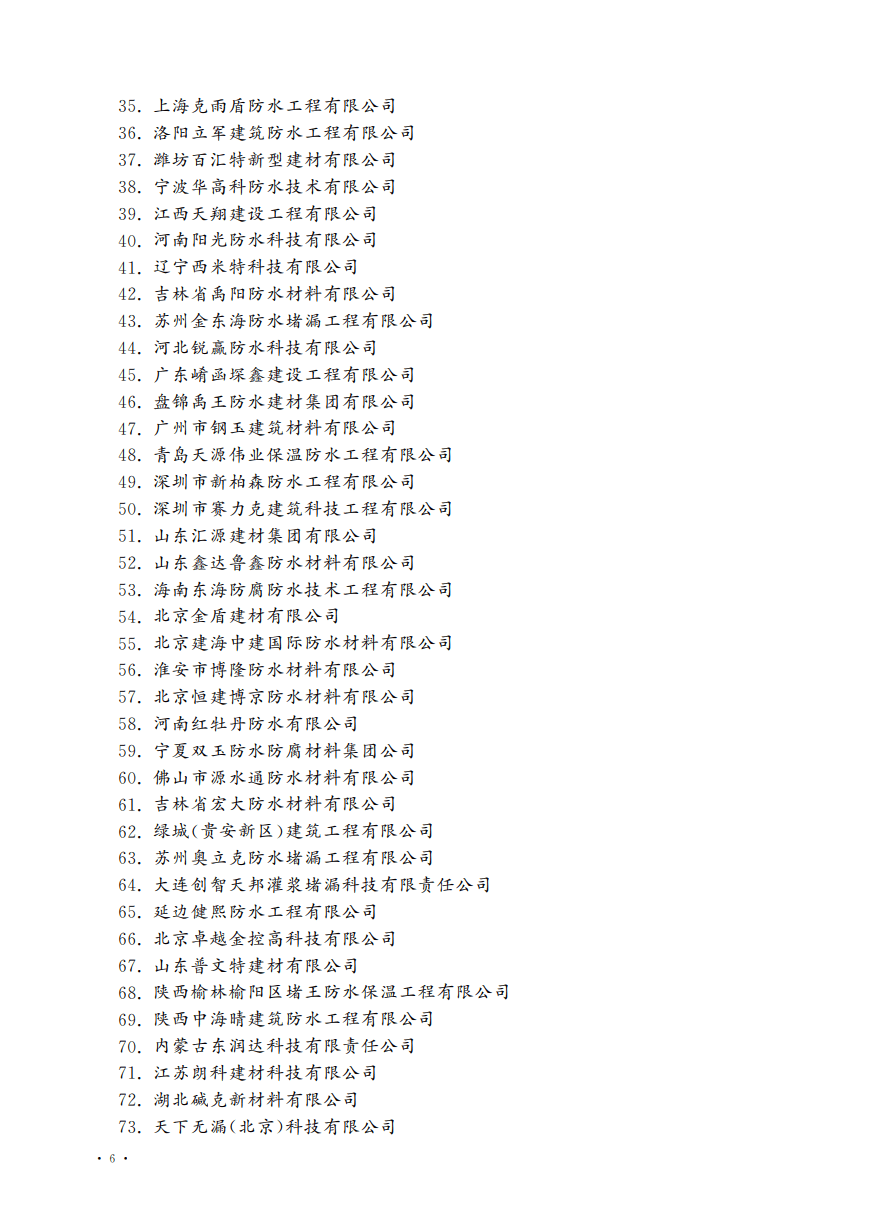 35. 上海克雨盾防水工程有限公司
36. 洛阳立军建筑防水工程有限公司
37. 潍坊百汇特新型建材有限公司
38. 宁波华高科防水技术有限公司
39. 江西天翔建设工程有限公司
40. 河南阳光防水科技有限公司
41. 辽宁西米特科技有限公司
42. 吉林省禹阳防水材料有限公司
43. 苏州金东海防水堵漏工程有限公司
44. 河北锐赢防水科技有限公司
45. 广东崤函堔鑫建设工程有限公司
46. 盘锦禹王防水建材集团有限公司
47. 广州市钢玉建筑材料有限公司
48. 青岛天源伟业保温防水工程有限公司
49. 深圳市新柏森防水工程有限公司
50. 深圳市赛力克建筑科技工程有限公司
51. 山东汇源建材集团有限公司
52. 山东鑫达鲁鑫防水材料有限公司
53. 海南东海防腐防水技术工程有限公司
54. 北京金盾建材有限公司
55. 北京建海中建国际防水材料有限公司
56. 淮安市博隆防水材料有限公司
57. 北京恒建博京防水材料有限公司
58. 河南红牡丹防水有限公司
59. 宁夏双玉防水防腐材料集团公司
60. 佛山市源水通防水材料有限公司
61. 吉林省宏大防水材料有限公司
62. 绿城(贵安新区)建筑工程有限公司
63. 苏州奥立克防水堵漏工程有限公司
64. 大连创智天邦灌浆堵漏科技有限责任公司
65. 延边健熙防水工程有限公司
66. 北京卓越金控高科技有限公司
67. 山东普文特建材有限公司
68. 陕西榆林榆阳区堵王防水保温工程有限公司
69. 陕西中海晴建筑防水工程有限公司
70. 内蒙古东润达科技有限责任公司
71. 江苏朗科建材科技有限公司
72. 湖北碱克新材料有限公司
73. 天下无漏(北京)科技有限公司
· 6 ·